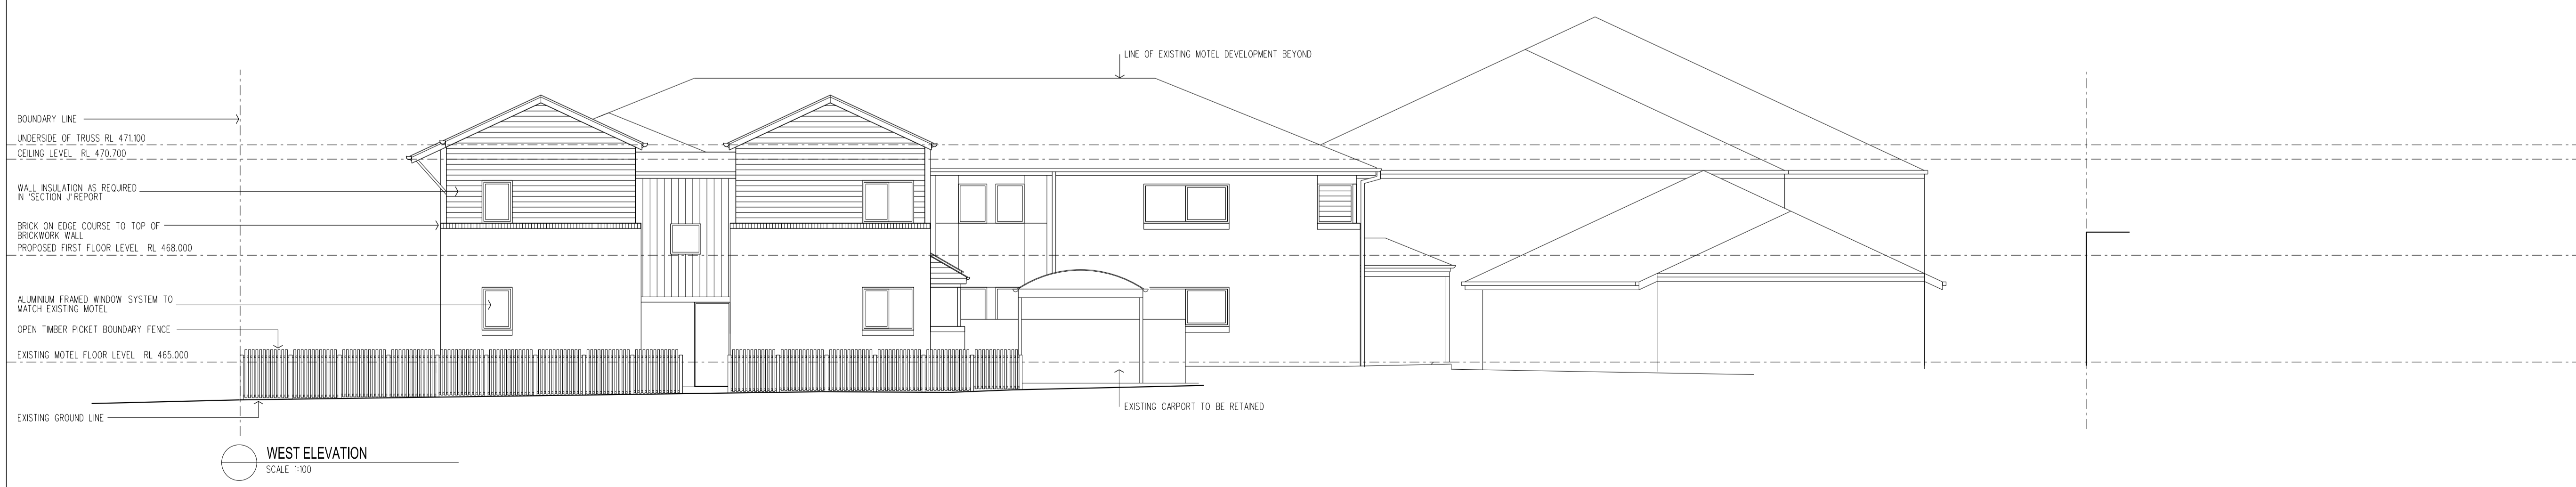 LINE OF EXISTING MOTEL DEVELOPMENT BEYOND
BOUNDARY LINE
UNDERSIDE OF TRUSS RL 471.100
CEILING LEVEL RL 470.700
WALL INSULATION AS REQUIRED
IN 'SECTION J' REPORT
BRICK ON EDGE COURSE TO TOP OF
BRICKWORK WALL
PROPOSED FIRST FLOOR LEVEL RL 468.000
ALUMINIUM FRAMED WINDOW SYSTEM TO
MATCH EXISTING MOTEL
OPEN TIMBER PICKET BOUNDARY FENCE
EXISTING MOTEL FLOOR LEVEL RL 465.000
EXISTING GROUND LINE
EXISTING CARPORT TO BE RETAINED
WEST ELEVATION
SCALE 1:100